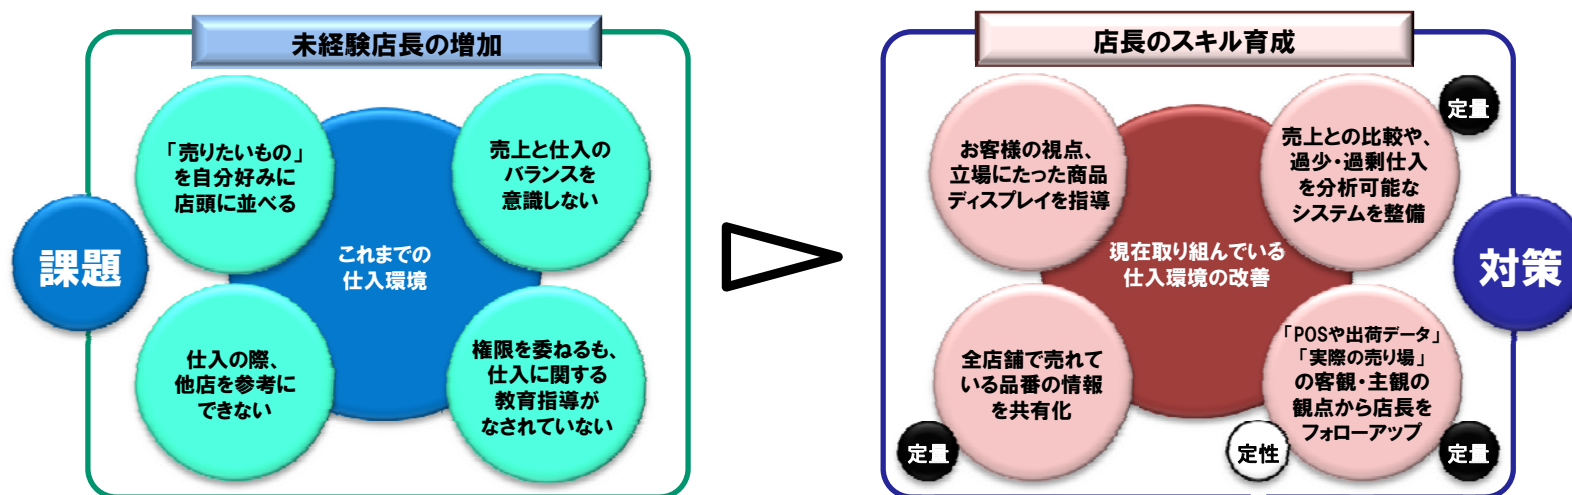 未経験店長の増加
課題
「売りたいもの」
を自分好みに
店頭に並べる
売上と仕入の
バランスを
意識しない
これまでの
仕入環境
仕入の際、
他店を参考に
できない
権限を委ねるも、
仕入に関する
教育指導が
なされていない
店長のスキル育成
対策
お客様の視点、
立場にたった商品
ディスプレイを指導
定量
売上との比較や、
過少・過剰仕入
を分析可能な
システムを整備
現在取り組んでいる
仕入環境の改善
全店舗で売れて
いる品番の情報
を共有化
定量
「POSや出荷データ」
「実際の売り場」
の客観・主観の
観点から店長を
フォローアップ
定性
定量